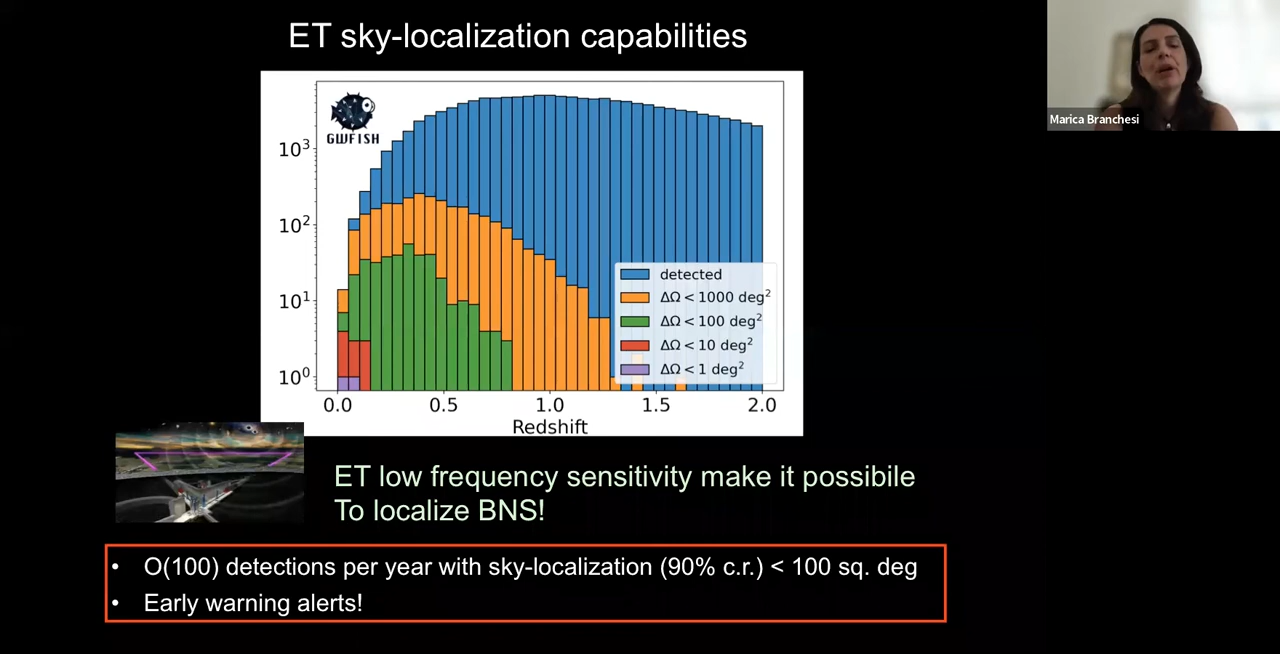 ET sky-localization capabilities
Marica Branchesi
GWFISH
10³
10²
10¹
10⁰
detected
ΔΩ < 1000 deg²
ΔΩ < 100 deg²
ΔΩ < 10 deg²
ΔΩ < 1 deg²
0.0 0.5 1.0 1.5 2.0
Redshift
ET low frequency sensitivity make it possibile
To localize BNS!
• O(100) detections per year with sky-localization (90% c.r.) < 100 sq. deg
• Early warning alerts!